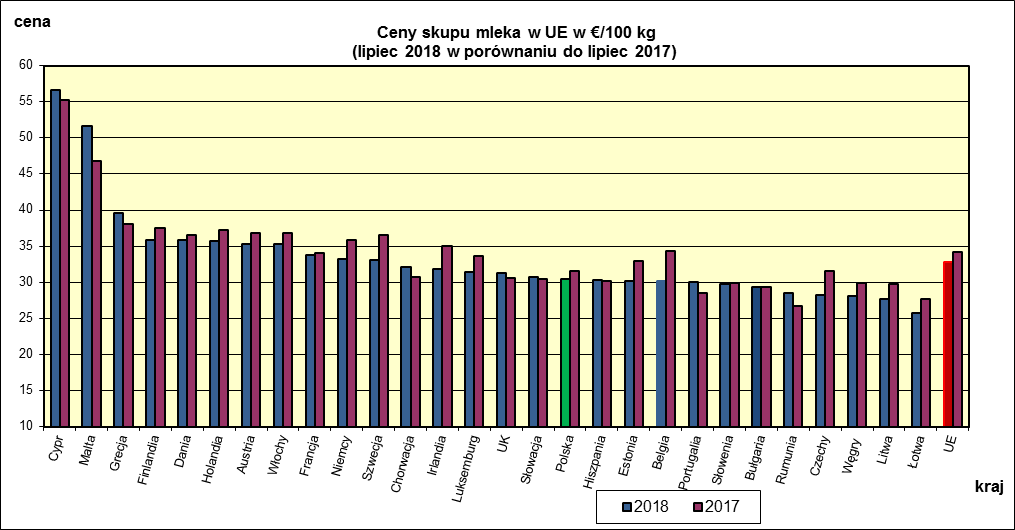 cena
Ceny skupu mleka w UE w €/100 kg
(lipiec 2018 w porównaniu do lipiec 2017)
60
55
50
45
40
35
30
25
20
15
10
Cypr
Malta
Grecja
Finlandia
Dania
Holandia
Austria
Włochy
Francja
Niemcy
Szwecja
Chorwacja
Irlandia
Luksemburg
UK
Słowacja
Polska
Hiszpania
Estonia
Belgia
Portugalia
Słowenia
Bułgaria
Rumunia
Czechy
Węgry
Litwa
Łotwa
UE
kraj
2018 2017